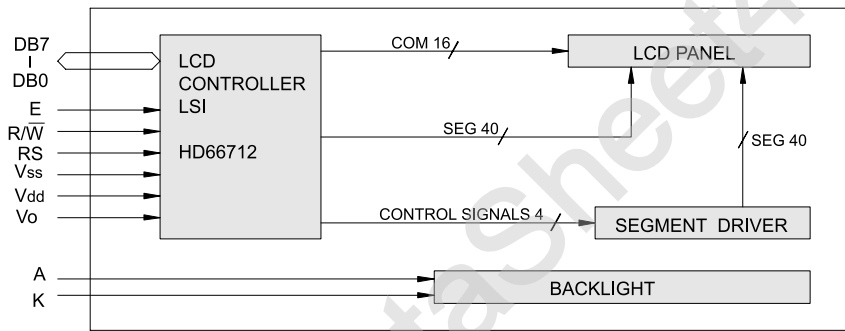 DB7
DB0
E
R/W̅
RS
Vss
Vdd
Vo
A
K
LCD
CONTROLLER
LSI
HD66712
COM 16
SEG 40
CONTROL SIGNALS 4
LCD PANEL
SEG 40
SEGMENT DRIVER
BACKLIGHT
taSheet4